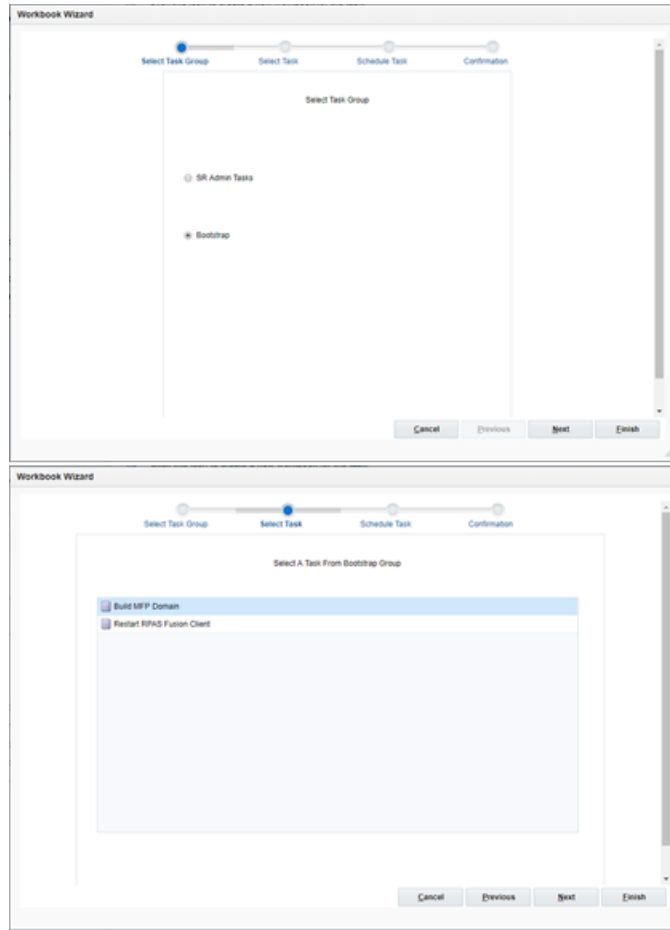 Workbook Wizard
Select Task Group Select Task Schedule Task Confirmation
Select Task Group
SR Admin Tasks
Bootstrap
Cancel Previous Next Finish
Workbook Wizard
Select Task Group Select Task Schedule Task Confirmation
Select A Task From Bootstrap Group
Build MFP Domain
Restart RPAS Fusion Client
Cancel Previous Next Finish